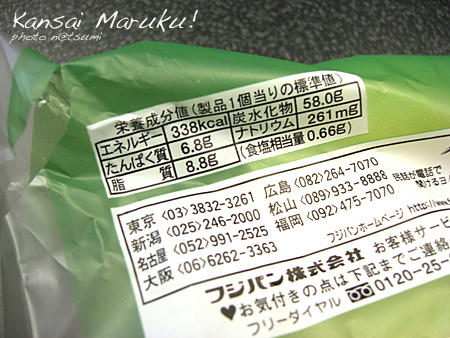 Kansai Maruku!
photo n@tsumi
栄養成分値(製品1個当りの標準値)
エネルギー 338kcal 炭水化物 58.0g
たんぱく質 6.8g ナトリウム 261mg
脂質 8.8g (食塩相当量 0.66g)
東京〈03〉3832-3261 広島〈082〉264-7070
新潟〈025〉246-2000 松山〈089〉933-8888
名古屋〈052〉991-2525 福岡〈092〉475-7070
大阪〈06〉6262-3363 フジパンホームページ http://www.
フジパン株式会社 お客様サービ
♥お気付きの点は下記までご連絡
フリーダイヤル 0120-25-